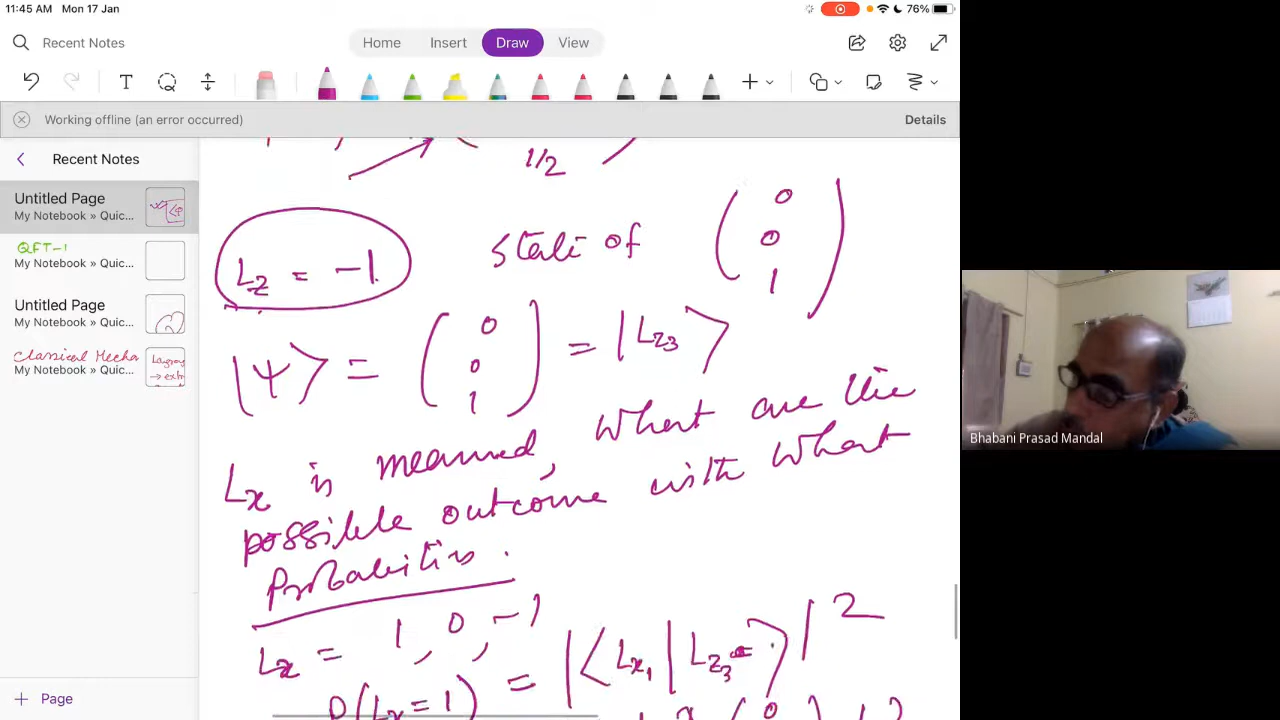 11:45 AM Mon 17 Jan
76%
Recent Notes
Home Insert Draw View
Working offline (an error occurred)
Details
Recent Notes
Untitled Page
My Notebook » Quic...
QFT-1
My Notebook » Quic...
Untitled Page
My Notebook » Quic...
Classical Mecha
My Notebook » Quic...
Page
1/2
Lz = -1
state of ( 0 0 1 )
|ψ> = ( 0 0 1 ) = |Lz3>
Lx is measured, What are the
possible outcome with what
Probabilities.
Lx = 1, 0, -1
P(Lx = 1) = |<Lx1|Lz3>|2
Bhabani Prasad Mandal